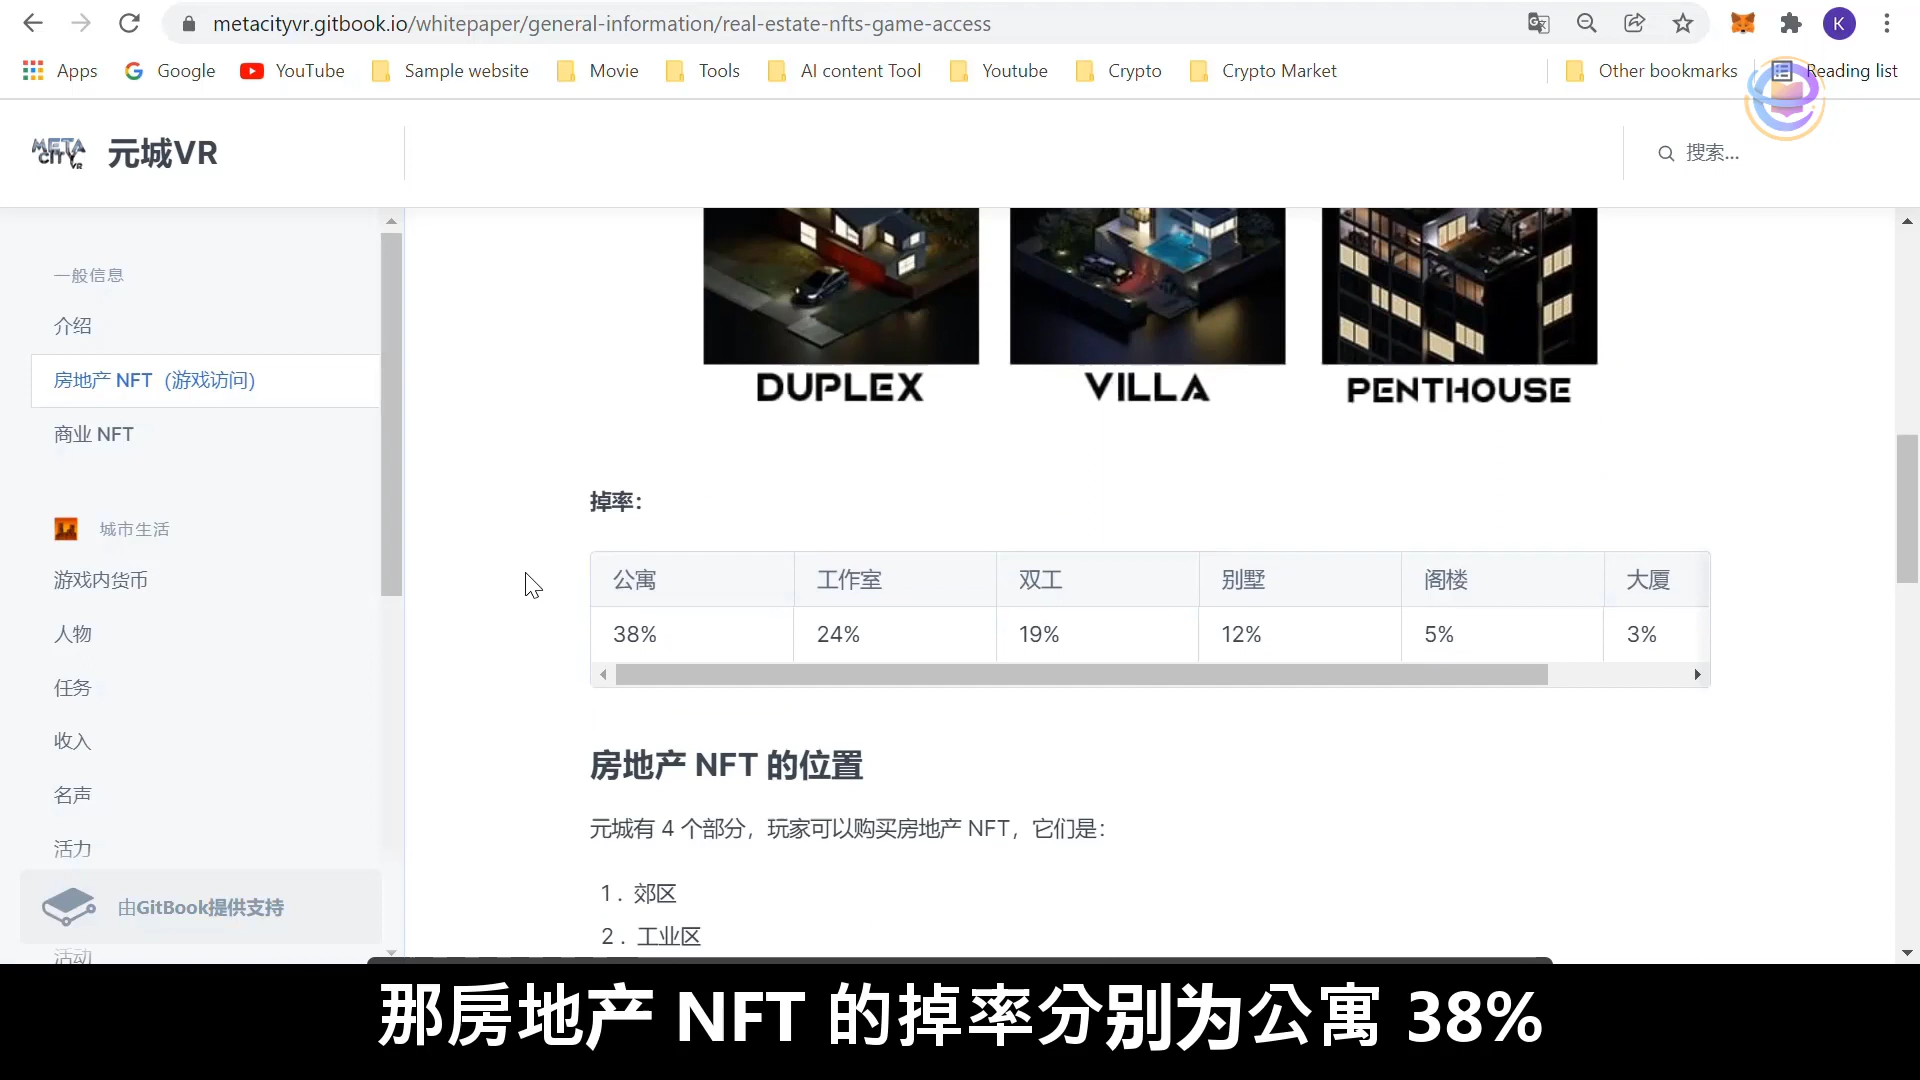 metacityvr.gitbook.io/whitepaper/general-information/real-estate-nfts-game-access
K
Apps Google YouTube Sample website Movie Tools AI content Tool Youtube Crypto Crypto Market Other bookmarks Reading list
META CITY VR 元城VR
搜索...
一般信息
介绍
房地产 NFT（游戏访问)
商业 NFT
城市生活
游戏内货币
人物
任务
收入
名声
活力
由GitBook提供支持
活动
DUPLEX VILLA PENTHOUSE
掉率：
公寓 工作室 双工 别墅 阁楼 大厦
38% 24% 19% 12% 5% 3%
房地产 NFT 的位置
元城有 4 个部分，玩家可以购买房地产 NFT，它们是：
1. 郊区
2. 工业区
那房地产 NFT 的掉率分别为公寓 38%